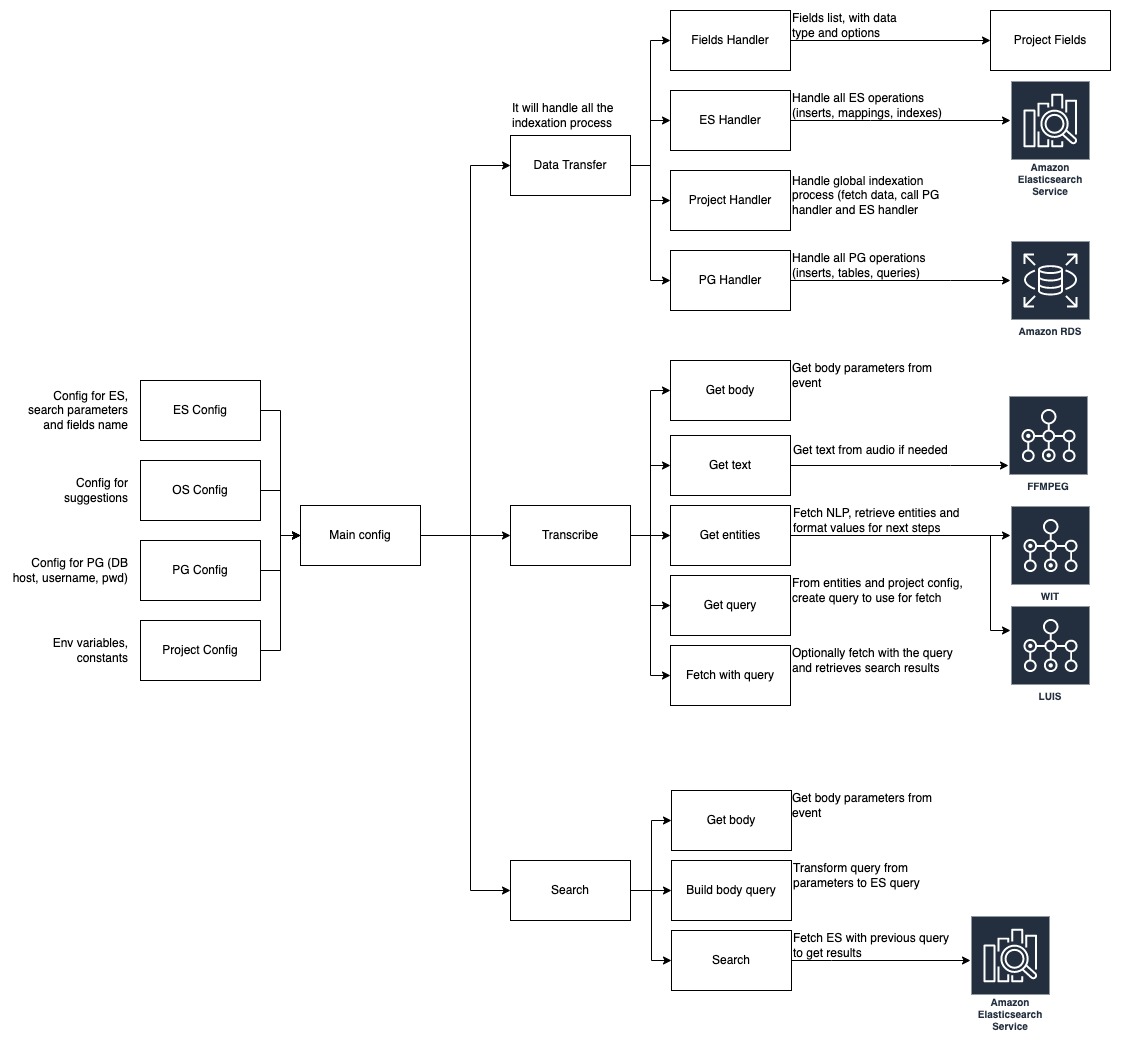 Fields Handler
Fields list, with data
type and options
Project Fields
ES Handler
Handle all ES operations
(inserts, mappings, indexes)
Amazon
Elasticsearch
Service
It will handle all the
indexation process
Data Transfer
Project Handler
Handle global indexation
process (fetch data, call PG
handler and ES handler
PG Handler
Handle all PG operations
(inserts, tables, queries)
Amazon RDS
Config for ES,
search parameters
and fields name
ES Config
Config for
suggestions
OS Config
Config for PG (DB
host, username, pwd)
PG Config
Env variables,
constants
Project Config
Main config
Transcribe
Get body
Get body parameters from
event
Get text
Get text from audio if needed
FFMPEG
Get entities
Fetch NLP, retrieve entities and
format values for next steps
WIT
LUIS
Get query
From entities and project config,
create query to use for fetch
Fetch with query
Optionally fetch with the query
and retrieves search results
Search
Get body
Get body parameters from
event
Build body query
Transform query from
parameters to ES query
Search
Fetch ES with previous query
to get results
Amazon
Elasticsearch
Service